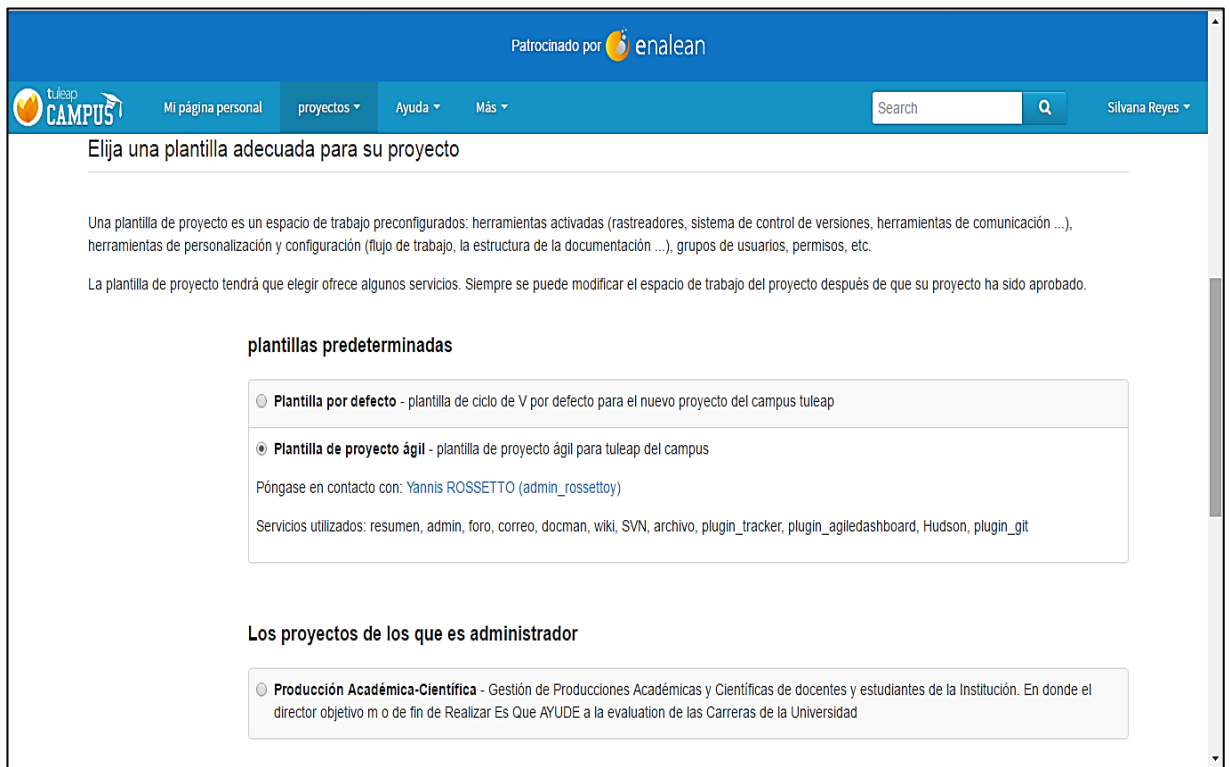 Patrocinado por enalean
tuleap
CAMPUS
Mi página personal proyectos Ayuda Más Search Silvana Reyes
Elija una plantilla adecuada para su proyecto
Una plantilla de proyecto es un espacio de trabajo preconfigurados: herramientas activadas (rastreadores, sistema de control de versiones, herramientas de comunicación ...),
herramientas de personalización y configuración (flujo de trabajo, la estructura de la documentación ...), grupos de usuarios, permisos, etc.
La plantilla de proyecto tendrá que elegir ofrece algunos servicios. Siempre se puede modificar el espacio de trabajo del proyecto después de que su proyecto ha sido aprobado.
plantillas predeterminadas
Plantilla por defecto - plantilla de ciclo de V por defecto para el nuevo proyecto del campus tuleap
Plantilla de proyecto ágil - plantilla de proyecto ágil para tuleap del campus
Póngase en contacto con: Yannis ROSSETTO (admin_rossettoy)
Servicios utilizados: resumen, admin, foro, correo, docman, wiki, SVN, archivo, plugin_tracker, plugin_agiledashboard, Hudson, plugin_git
Los proyectos de los que es administrador
Producción Académica-Científica - Gestión de Producciones Académicas y Científicas de docentes y estudiantes de la Institución. En donde el
director objetivo m o de fin de Realizar Es Que AYUDE a la evaluation de las Carreras de la Universidad